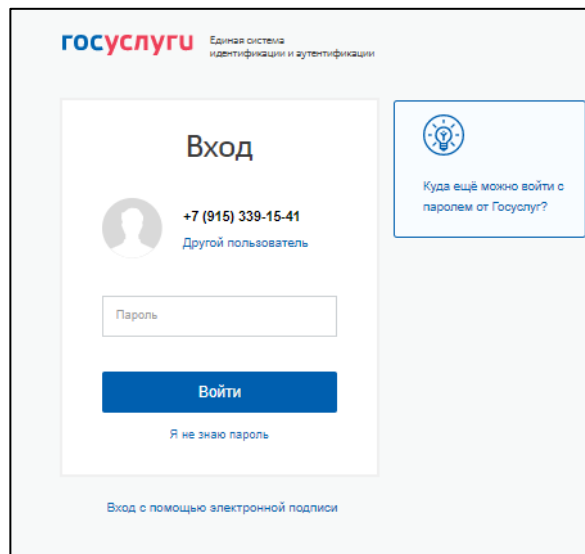 госуслуги
Единая система
идентификации и аутентификации
Вход
+7 (915) 339-15-41
Другой пользователь
Пароль
Войти
Я не знаю пароль
Вход с помощью электронной подписи
Куда ещё можно войти с
паролем от Госуслуг?